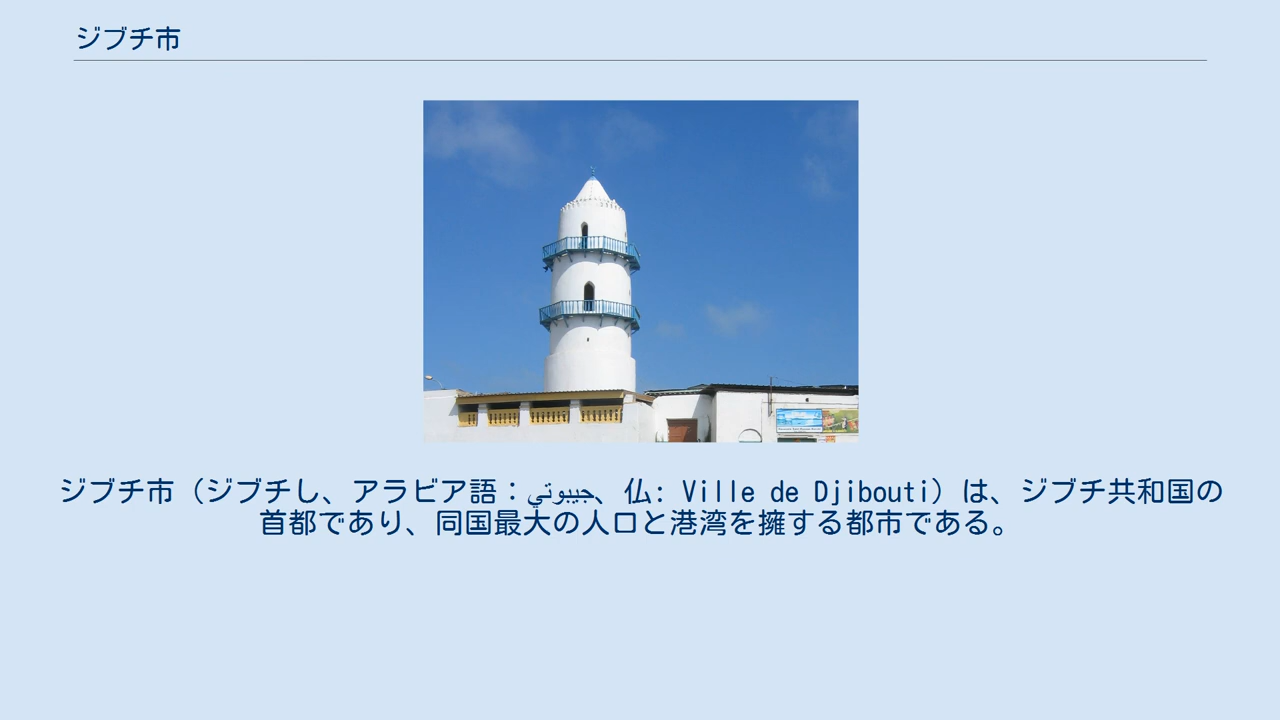 ジブチ市
ジブチ市（ジブチし、アラビア語：جيبوتي、仏: Ville de Djibouti）は、ジブチ共和国の
首都であり、同国最大の人口と港湾を擁する都市である。